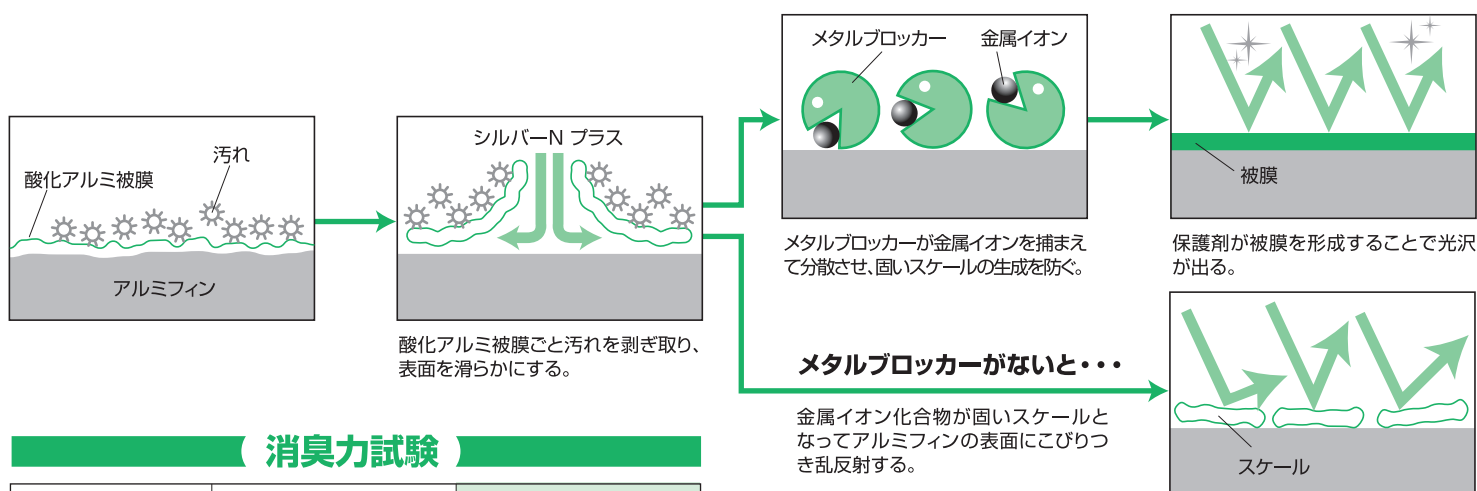 酸化アルミ被膜
汚れ
アルミフィン
シルバーN プラス
酸化アルミ被膜ごと汚れを剥ぎ取り、
表面を滑らかにする。
メタルブロッカー
金属イオン
メタルブロッカーが金属イオンを捕まえ
て分散させ、固いスケールの生成を防ぐ。
被膜
保護剤が被膜を形成することで光沢
が出る。
メタルブロッカーがないと・・・
金属イオン化合物が固いスケールと
なってアルミフィンの表面にこびりつ
き乱反射する。
スケール
消臭力試験